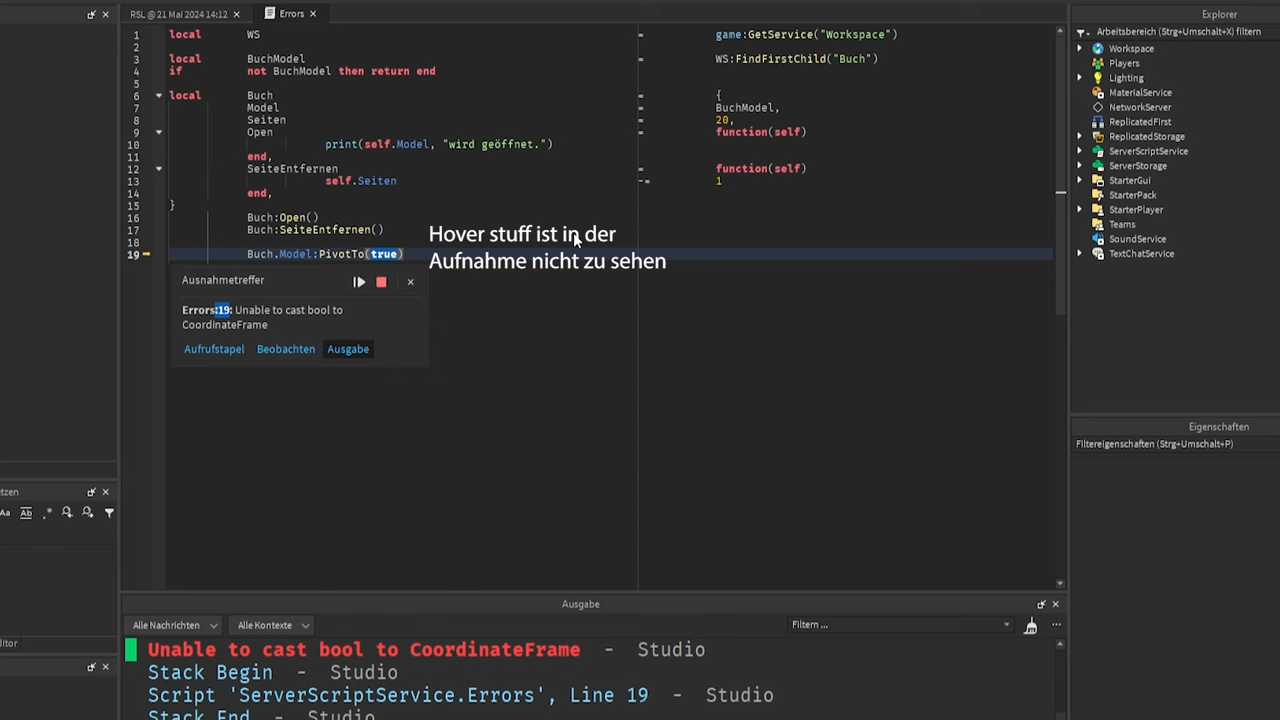 RSL @ 21 Mai 2024 14:12
Errors
Explorer
Arbeitsbereich (Strg+Umschalt+X) filtern
1 local WS = game:GetService("Workspace")
2
3 local BuchModel = WS:FindFirstChild("Buch")
4 if not BuchModel then return end
5
6 local Buch = {
7 Model = BuchModel,
8 Seiten = 20,
9 Open = function(self)
10 print(self.Model, "wird geöffnet.")
11 end,
12 SeiteEntfernen = function(self)
13 self.Seiten -= 1
14 end,
15 }
16 Buch:Open()
17 Buch:SeiteEntfernen()
18
19 Buch.Model:PivotTo(true)
Hover stuff ist in der
Aufnahme nicht zu sehen
Ausnahmetreffer
Errors:19: Unable to cast bool to
CoordinateFrame
Aufrufstapel Beobachten Ausgabe
Workspace
Players
Lighting
MaterialService
NetworkServer
ReplicatedFirst
ReplicatedStorage
ServerScriptService
ServerStorage
StarterGui
StarterPack
StarterPlayer
Teams
SoundService
TextChatService
Eigenschaften
Filtereigenschaften (Strg+Umschalt+P)
tzen
Aa Ab .*
ditor
Ausgabe
Alle Nachrichten Alle Kontexte Filtern ...
Unable to cast bool to CoordinateFrame - Studio
Stack Begin - Studio
Script 'ServerScriptService.Errors', Line 19 - Studio
Stack End - Studio